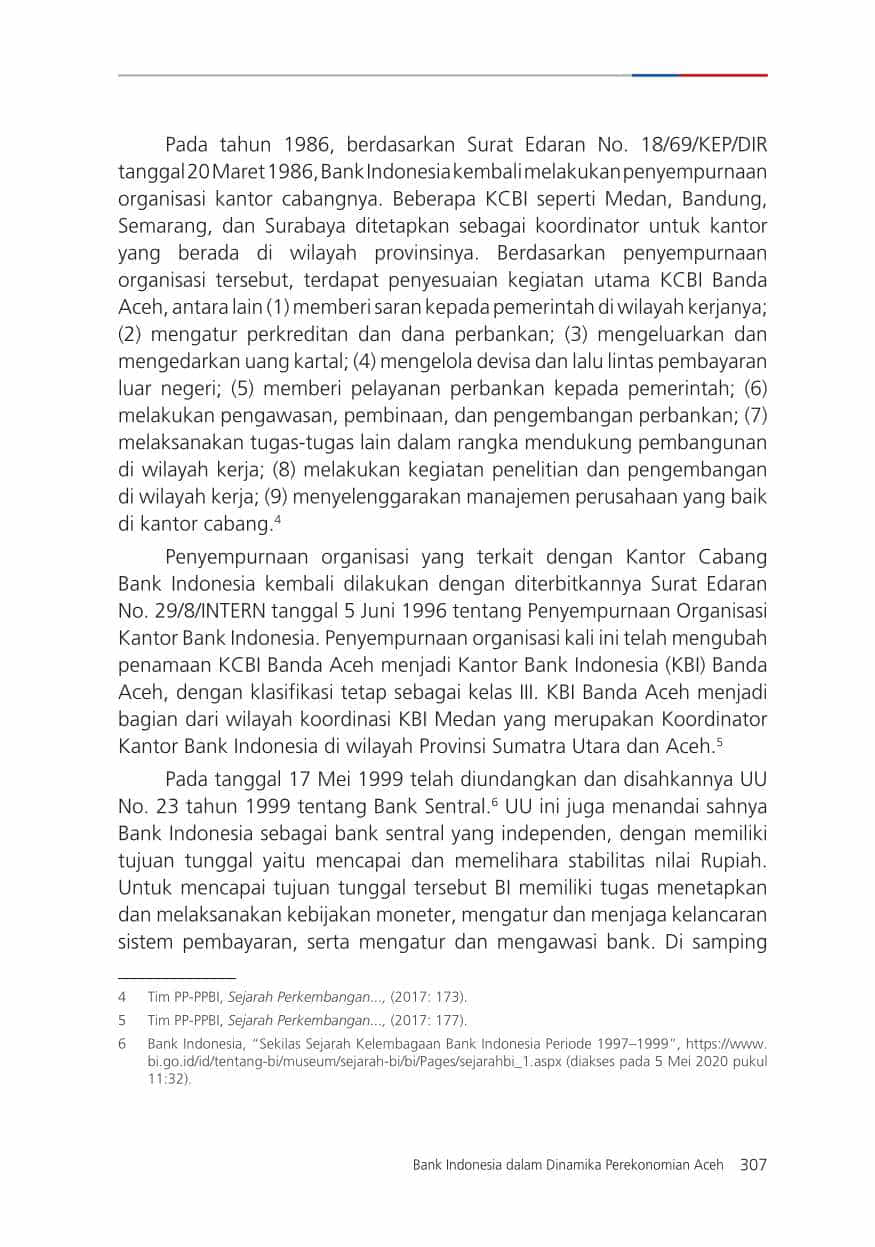 Pada tahun 1986, berdasarkan Surat Edaran No. 18/69/KEP/DIR
tanggal 20 Maret 1986, Bank Indonesia kembali melakukan penyempurnaan
organisasi kantor cabangnya. Beberapa KCBI seperti Medan, Bandung,
Semarang, dan Surabaya ditetapkan sebagai koordinator untuk kantor
yang berada di wilayah provinsinya. Berdasarkan penyempurnaan
organisasi tersebut, terdapat penyesuaian kegiatan utama KCBI Banda
Aceh, antara lain (1) memberi saran kepada pemerintah di wilayah kerjanya;
(2) mengatur perkreditan dan dana perbankan; (3) mengeluarkan dan
mengedarkan uang kartal; (4) mengelola devisa dan lalu lintas pembayaran
luar negeri; (5) memberi pelayanan perbankan kepada pemerintah; (6)
melakukan pengawasan, pembinaan, dan pengembangan perbankan; (7)
melaksanakan tugas-tugas lain dalam rangka mendukung pembangunan
di wilayah kerja; (8) melakukan kegiatan penelitian dan pengembangan
di wilayah kerja; (9) menyelenggarakan manajemen perusahaan yang baik
di kantor cabang.⁴
Penyempurnaan organisasi yang terkait dengan Kantor Cabang
Bank Indonesia kembali dilakukan dengan diterbitkannya Surat Edaran
No. 29/8/INTERN tanggal 5 Juni 1996 tentang Penyempurnaan Organisasi
Kantor Bank Indonesia. Penyempurnaan organisasi kali ini telah mengubah
penamaan KCBI Banda Aceh menjadi Kantor Bank Indonesia (KBI) Banda
Aceh, dengan klasifikasi tetap sebagai kelas III. KBI Banda Aceh menjadi
bagian dari wilayah koordinasi KBI Medan yang merupakan Koordinator
Kantor Bank Indonesia di wilayah Provinsi Sumatra Utara dan Aceh.⁵
Pada tanggal 17 Mei 1999 telah diundangkan dan disahkannya UU
No. 23 tahun 1999 tentang Bank Sentral.⁶ UU ini juga menandai sahnya
Bank Indonesia sebagai bank sentral yang independen, dengan memiliki
tujuan tunggal yaitu mencapai dan memelihara stabilitas nilai Rupiah.
Untuk mencapai tujuan tunggal tersebut BI memiliki tugas menetapkan
dan melaksanakan kebijakan moneter, mengatur dan menjaga kelancaran
sistem pembayaran, serta mengatur dan mengawasi bank. Di samping
4 Tim PP-PPBI, Sejarah Perkembangan..., (2017: 173).
5 Tim PP-PPBI, Sejarah Perkembangan..., (2017: 177).
6 Bank Indonesia, “Sekilas Sejarah Kelembagaan Bank Indonesia Periode 1997–1999”, https://www.
bi.go.id/id/tentang-bi/museum/sejarah-bi/bi/Pages/sejarahbi_1.aspx (diakses pada 5 Mei 2020 pukul
11:32).
Bank Indonesia dalam Dinamika Perekonomian Aceh 307